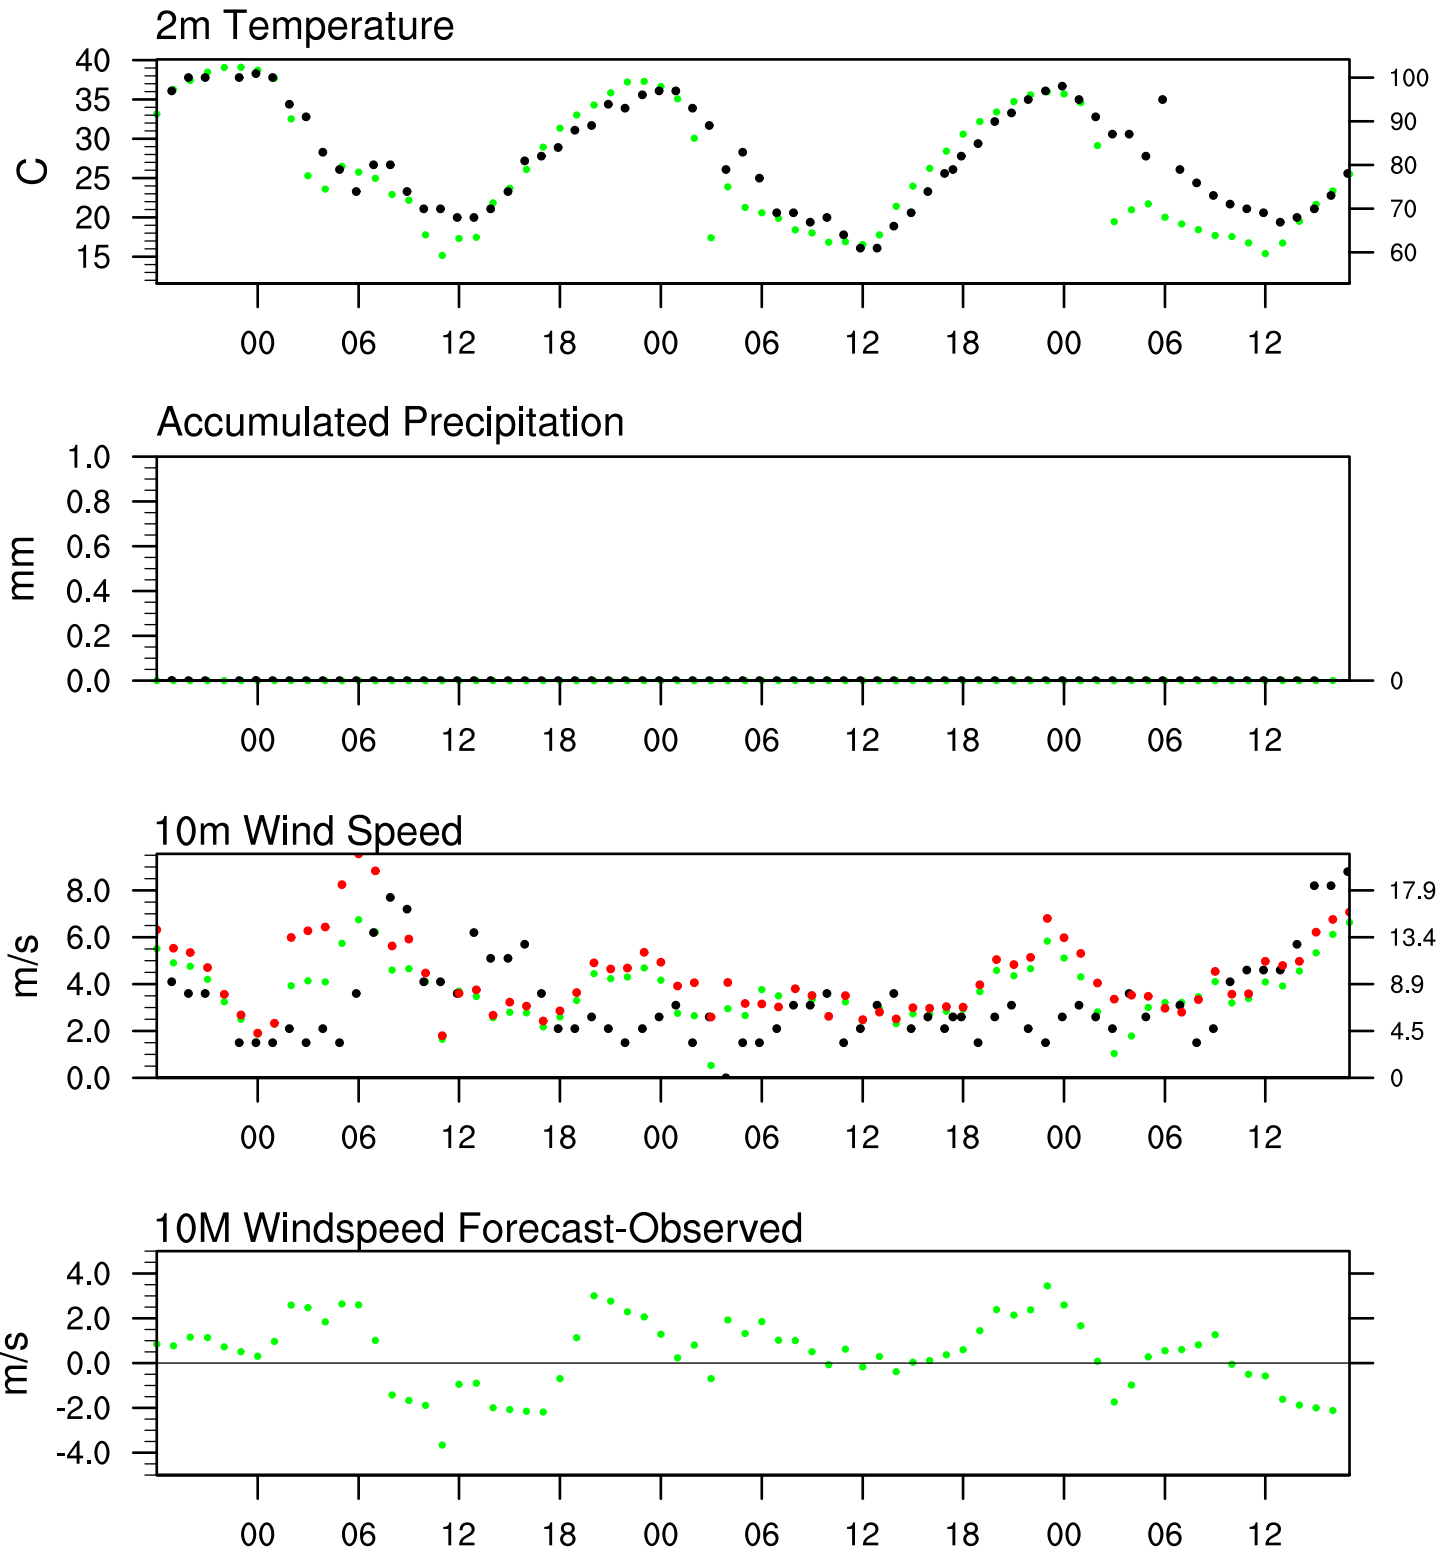 2m Temperature
40
35
30
25
20
15
C
100
90
80
70
60
00 06 12 18 00 06 12 18 00 06 12
Accumulated Precipitation
1.0
0.8
0.6
0.4
0.2
0.0
mm
0
00 06 12 18 00 06 12 18 00 06 12
10m Wind Speed
8.0
6.0
4.0
2.0
0.0
m/s
17.9
13.4
8.9
4.5
0
00 06 12 18 00 06 12 18 00 06 12
10M Windspeed Forecast-Observed
4.0
2.0
0.0
-2.0
-4.0
m/s
00 06 12 18 00 06 12 18 00 06 12